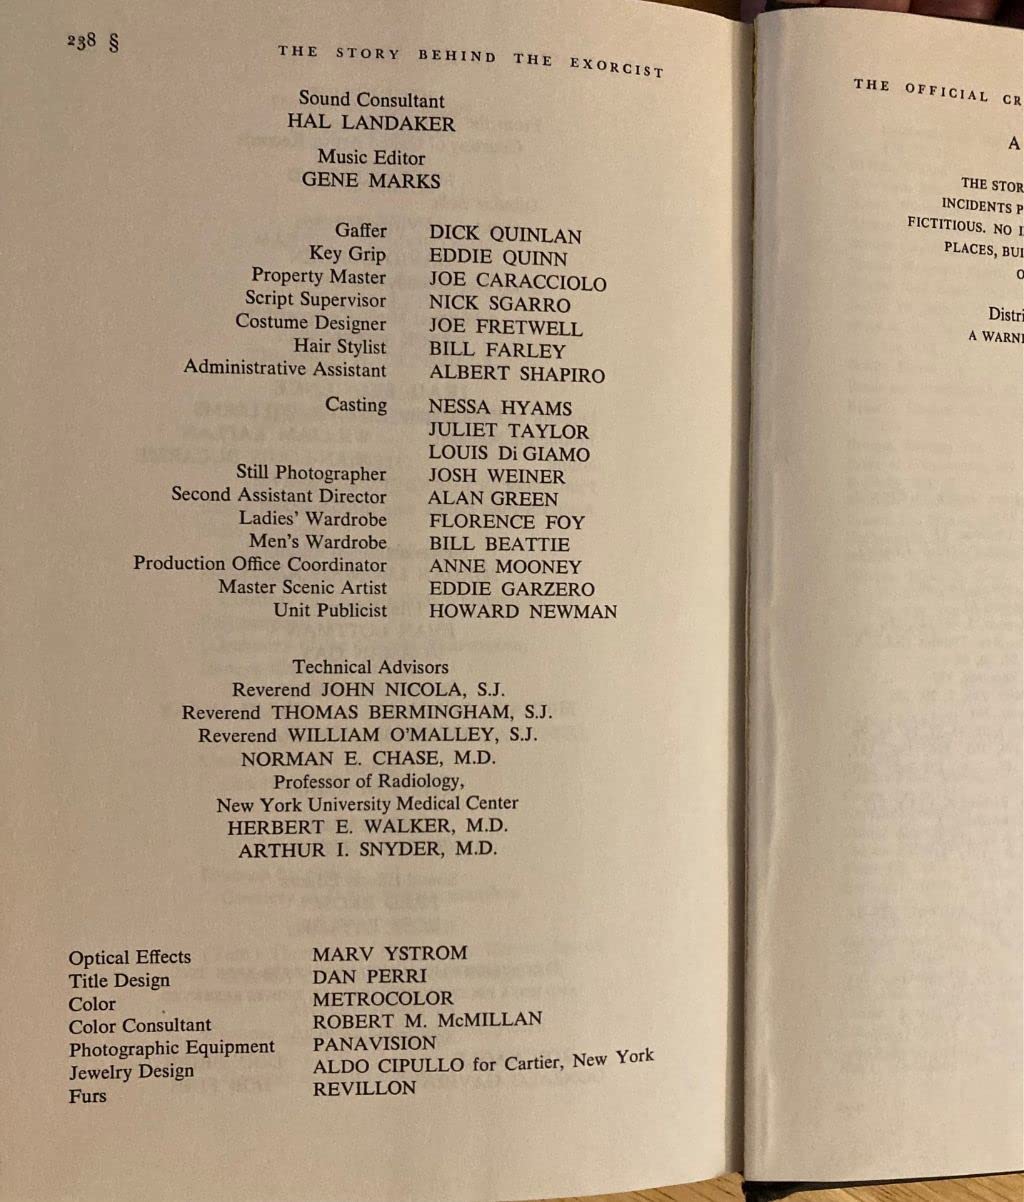 238 §
THE STORY BEHIND THE EXORCIST
Sound Consultant
HAL LANDAKER
Music Editor
GENE MARKS
Gaffer DICK QUINLAN
Key Grip EDDIE QUINN
Property Master JOE CARACCIOLO
Script Supervisor NICK SGARRO
Costume Designer JOE FRETWELL
Hair Stylist BILL FARLEY
Administrative Assistant ALBERT SHAPIRO
Casting NESSA HYAMS
JULIET TAYLOR
LOUIS Di GIAMO
Still Photographer JOSH WEINER
Second Assistant Director ALAN GREEN
Ladies' Wardrobe FLORENCE FOY
Men's Wardrobe BILL BEATTIE
Production Office Coordinator ANNE MOONEY
Master Scenic Artist EDDIE GARZERO
Unit Publicist HOWARD NEWMAN
Technical Advisors
Reverend JOHN NICOLA, S.J.
Reverend THOMAS BERMINGHAM, S.J.
Reverend WILLIAM O'MALLEY, S.J.
NORMAN E. CHASE, M.D.
Professor of Radiology,
New York University Medical Center
HERBERT E. WALKER, M.D.
ARTHUR I. SNYDER, M.D.
Optical Effects MARV YSTROM
Title Design DAN PERRI
Color METROCOLOR
Color Consultant ROBERT M. McMILLAN
Photographic Equipment PANAVISION
Jewelry Design ALDO CIPULLO for Cartier, New York
Furs REVILLON
THE OFFICIAL CR
A
THE STOR
INCIDENTS P
FICTITIOUS. NO I
PLACES, BUI
O
Distri
A WARNE